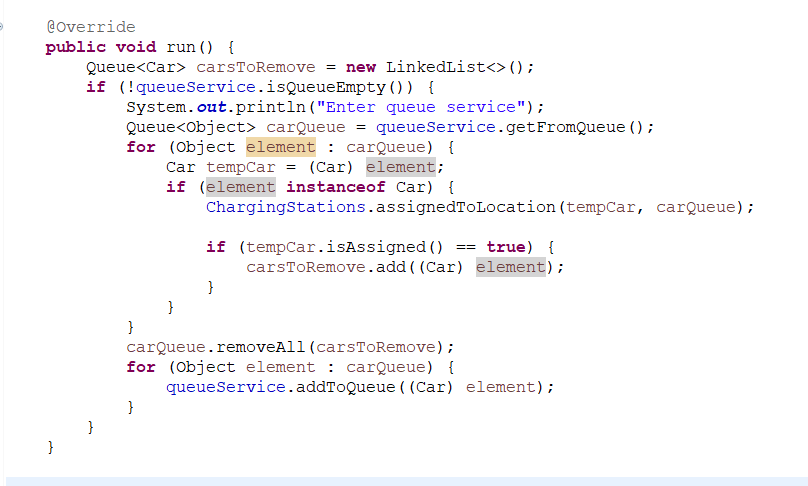 @Override
public void run() {
    Queue<Car> carsToRemove = new LinkedList<>();
    if (!queueService.isQueueEmpty()) {
        System.out.println("Enter queue service");
        Queue<Object> carQueue = queueService.getFromQueue();
        for (Object element : carQueue) {
            Car tempCar = (Car) element;
            if (element instanceof Car) {
                ChargingStations.assignedToLocation(tempCar, carQueue);

                if (tempCar.isAssigned() == true) {
                    carsToRemove.add((Car) element);
                }
            }
        }
        carQueue.removeAll(carsToRemove);
        for (Object element : carQueue) {
            queueService.addToQueue((Car) element);
        }
    }
}